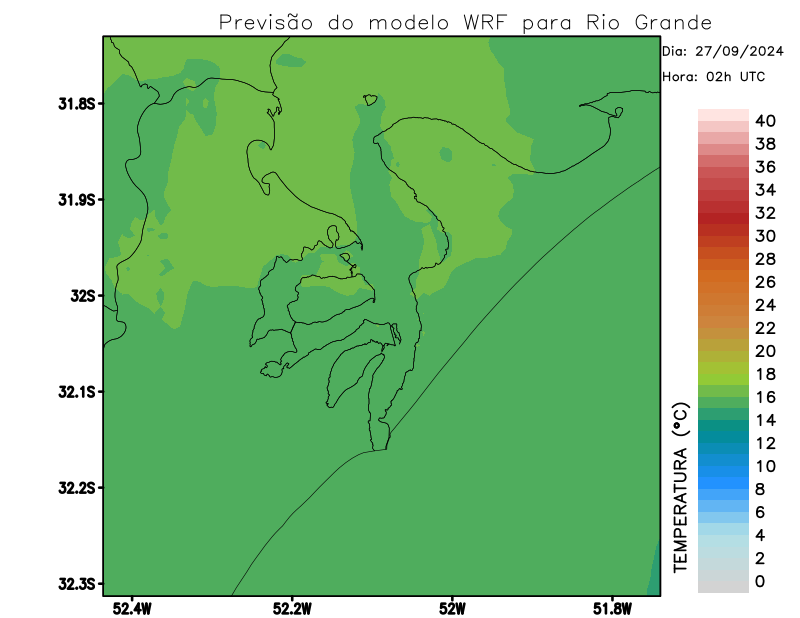 Previsão do modelo WRF para Rio Grande
Dia: 27/09/2024
Hora: 02h UTC
31.8S
31.9S
32S
32.1S
32.2S
32.3S
52.4W
52.2W
52W
51.8W
TEMPERATURA (°C)
40
38
36
34
32
30
28
26
24
22
20
18
16
14
12
10
8
6
4
2
0